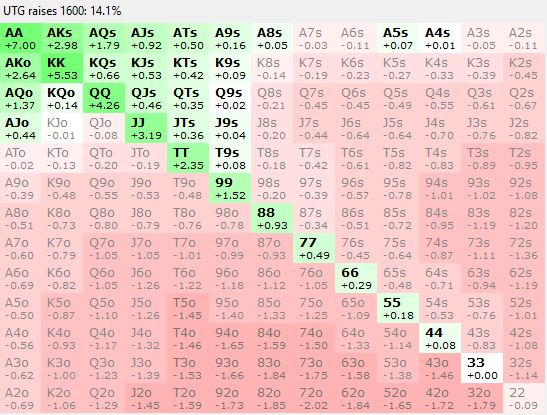 UTG raises 1600: 14.1%
AA AKs AQs AJs ATs A9s A8s A7s A6s A5s A4s A3s A2s
+7.00 +2.98 +1.79 +0.92 +0.50 +0.16 +0.05 -0.03 -0.11 +0.07 +0.01 -0.05 -0.11
AKo KK KQs KJs KTs K9s K8s K7s K6s K5s K4s K3s K2s
+2.64 +5.53 +0.66 +0.53 +0.42 +0.09 -0.14 -0.19 -0.23 -0.27 -0.33 -0.39 -0.45
AQo KQo QQ QJs QTs Q9s Q8s Q7s Q6s Q5s Q4s Q3s Q2s
+1.37 +0.14 +4.26 +0.46 +0.35 +0.02 -0.21 -0.45 -0.45 -0.49 -0.55 -0.61 -0.67
AJo KJo QJo JJ JTs J9s J8s J7s J6s J5s J4s J3s J2s
+0.44 -0.01 -0.08 +3.19 +0.36 +0.04 -0.20 -0.44 -0.64 -0.64 -0.70 -0.76 -0.82
ATo KTo QTo JTo TT T9s T8s T7s T6s T5s T4s T3s T2s
-0.02 -0.13 -0.20 -0.19 +2.35 +0.08 -0.18 -0.42 -0.61 -0.82 -0.83 -0.89 -0.95
A9o K9o Q9o J9o T9o 99 98s 97s 96s 95s 94s 93s 92s
-0.39 -0.48 -0.55 -0.53 -0.48 +1.52 -0.20 -0.39 -0.57 -0.78 -1.01 -1.02 -1.08
A8o K8o Q8o J8o T8o 98o 88 87s 86s 85s 84s 83s 82s
-0.51 -0.73 -0.80 -0.79 -0.76 -0.78 +0.93 -0.34 -0.51 -0.72 -0.95 -1.19 -1.20
A7o K7o Q7o J7o T7o 97o 87o 77 76s 75s 74s 73s 72s
-0.60 -0.79 -1.05 -1.05 -1.01 -0.99 -0.93 +0.49 -0.45 -0.64 -0.87 -1.11 -1.36
A6o K6o Q6o J6o T6o 96o 86o 76o 66 65s 64s 63s 62s
-0.60 -0.82 -1.05 -1.26 -1.22 -1.18 -1.12 -1.05 +0.29 -0.48 -0.71 -0.94 -1.19
A5o K5o Q5o J5o T5o 95o 85o 75o 65o 55 54s 53s 52s
-0.50 -0.87 -1.10 -1.26 -1.45 -1.40 -1.33 -1.25 -1.09 +0.18 -0.53 -0.76 -1.01
A4o K4o Q4o J4o T4o 94o 84o 74o 64o 54o 44 43s 42s
-0.56 -0.93 -1.17 -1.32 -1.46 -1.65 -1.59 -1.50 -1.33 -1.14 +0.08 -0.83 -1.08
A3o K3o Q3o J3o T3o 93o 83o 73o 63o 53o 43o 33 32s
-0.62 -1.00 -1.23 -1.39 -1.53 -1.66 -1.84 -1.75 -1.58 -1.38 -1.46 +0.00 -1.14
A2o K2o Q2o J2o T2o 92o 82o 72o 62o 52o 42o 32o 22
-0.69 -1.06 -1.29 -1.45 -1.59 -1.73 -1.85 -2.02 -1.84 -1.65 -1.72 -1.79 -0.09